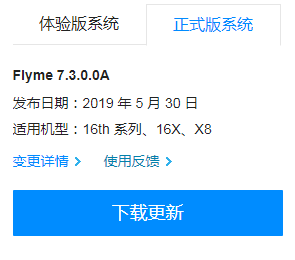 体验版系统
正式版系统
Flyme 7.3.0.0A
发布日期：2019 年 5 月 30 日
适用机型：16th 系列、16X、X8
变更详情 >
使用反馈 >
下载更新